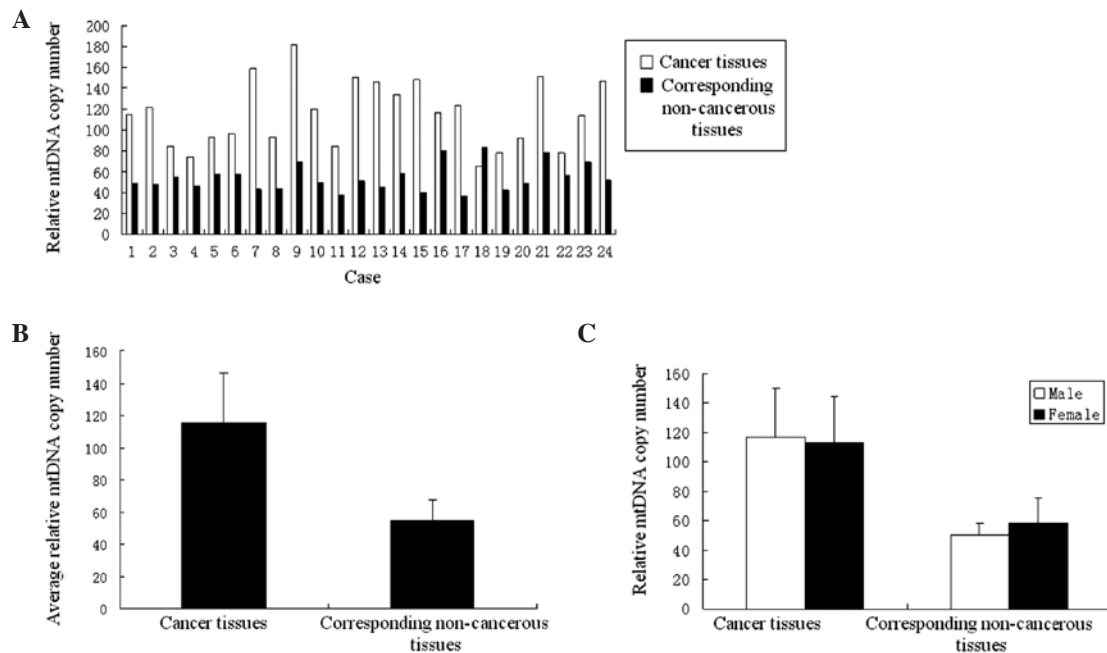 A
Relative mtDNA copy number
200
180
160
140
120
100
80
60
40
20
0
1 2 3 4 5 6 7 8 9 10 11 12 13 14 15 16 17 18 19 20 21 22 23 24
Case
Cancer tissues
Corresponding
non-cancerous
tissues
B
Average relative mtDNA copy number
160
140
120
100
80
60
40
20
0
Cancer tissues
Corresponding non-cancerous
tissues
C
Relative mtDNA copy number
160
140
120
100
80
60
40
20
0
Male
Female
Cancer tissues
Corresponding non-cancerous
tissues